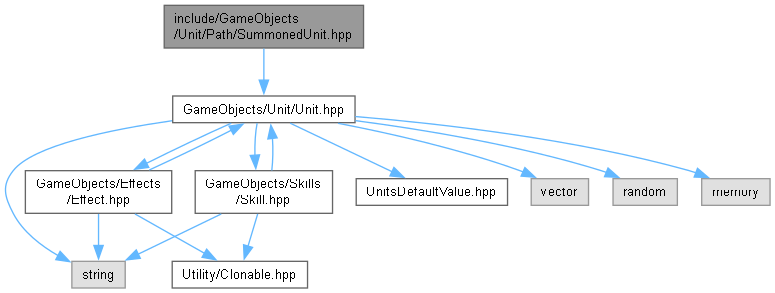 include/GameObjects
/Unit/Path/SummonedUnit.hpp
GameObjects/Unit/Unit.hpp
GameObjects/Effects
/Effect.hpp
GameObjects/Skills
/Skill.hpp
UnitsDefaultValue.hpp
vector
random
memory
string
Utility/Clonable.hpp